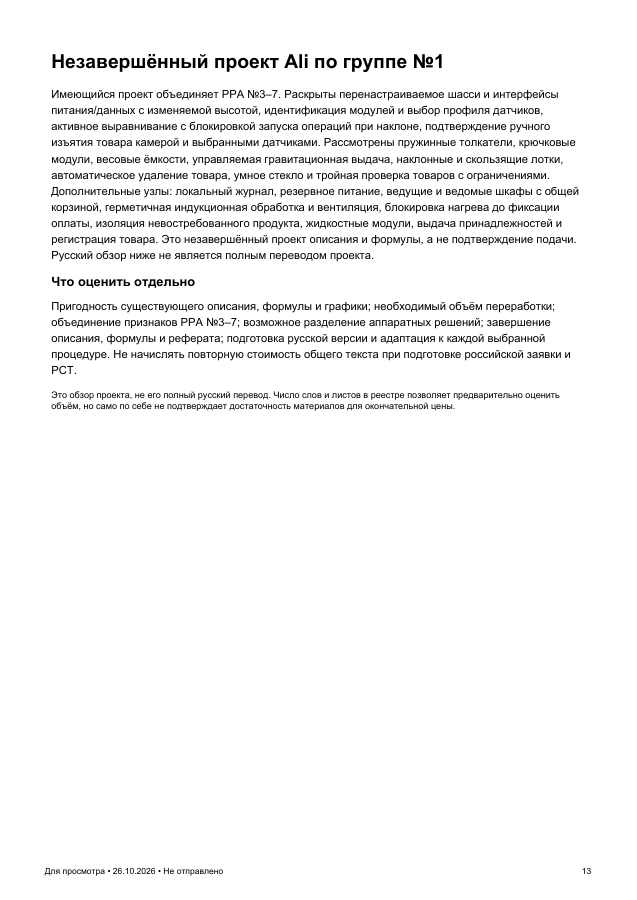 Незавершённый проект Ali по группе №1
Имеющийся проект объединяет PPA №3–7. Раскрыты перенастраиваемое шасси и интерфейсы
питания/данных с изменяемой высотой, идентификация модулей и выбор профиля датчиков,
активное выравнивание с блокировкой запуска операций при наклоне, подтверждение ручного
изъятия товара камерой и выбранными датчиками. Рассмотрены пружинные толкатели, крючковые
модули, весовые ёмкости, управляемая гравитационная выдача, наклонные и скользящие лотки,
автоматическое удаление товара, умное стекло и тройная проверка товаров с ограничениями.
Дополнительные узлы: локальный журнал, резервное питание, ведущие и ведомые шкафы с общей
корзиной, герметичная индукционная обработка и вентиляция, блокировка нагрева до фиксации
оплаты, изоляция невостребованного продукта, жидкостные модули, выдача принадлежностей и
регистрация товара. Это незавершённый проект описания и формулы, а не подтверждение подачи.
Русский обзор ниже не является полным переводом проекта.
Что оценить отдельно
Пригодность существующего описания, формулы и графики; необходимый объём переработки;
объединение признаков PPA №3–7; возможное разделение аппаратных решений; завершение
описания, формулы и реферата; подготовка русской версии и адаптация к каждой выбранной
процедуре. Не начислять повторную стоимость общего текста при подготовке российской заявки и
PCT.
Это обзор проекта, не его полный русский перевод. Число слов и листов в реестре позволяет предварительно оценить
объём, но само по себе не подтверждает достаточность материалов для окончательной цены.
Для просмотра • 26.10.2026 • Не отправлено
13